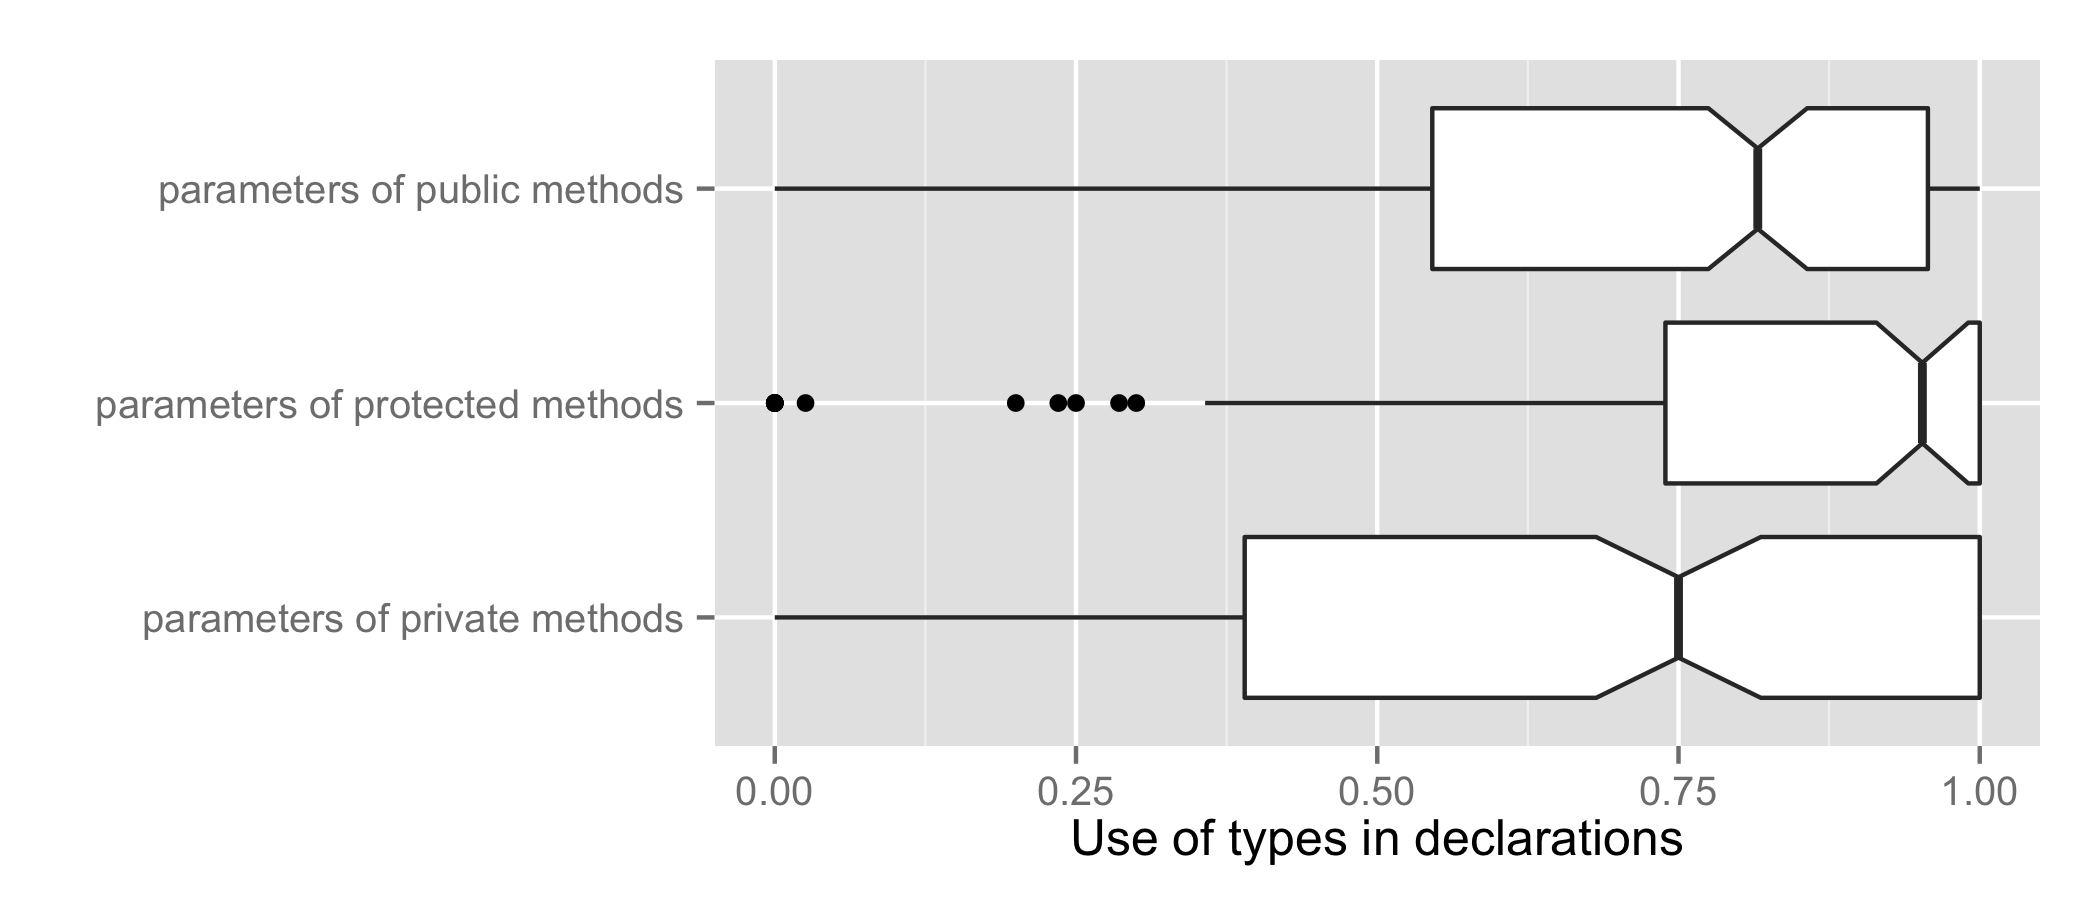 parameters of public methods
parameters of protected methods
parameters of private methods
0.00 0.25 0.50 0.75 1.00
Use of types in declarations